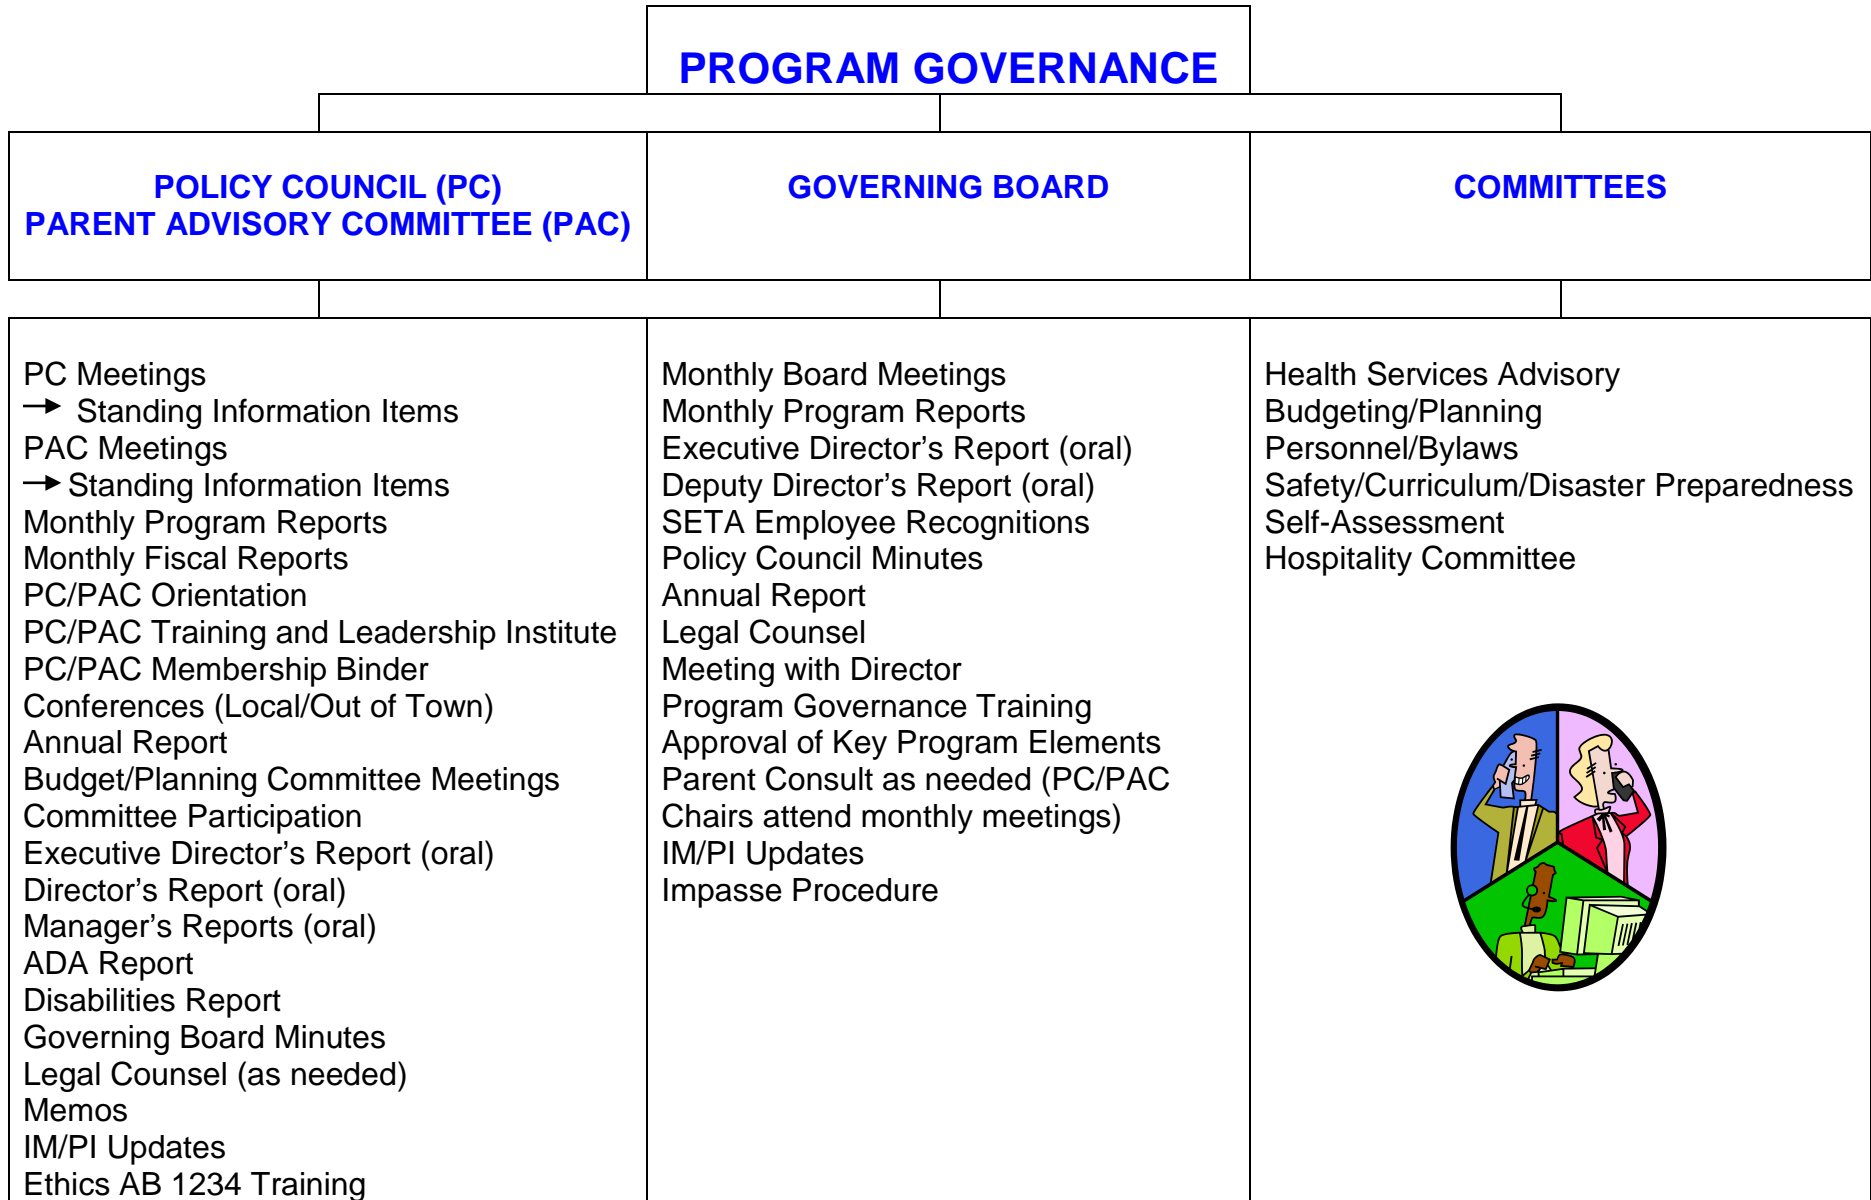 PROGRAM GOVERNANCE
POLICY COUNCIL (PC)
PARENT ADVISORY COMMITTEE (PAC)
GOVERNING BOARD
COMMITTEES
PC Meetings
→ Standing Information Items
PAC Meetings
→ Standing Information Items
Monthly Program Reports
Monthly Fiscal Reports
PC/PAC Orientation
PC/PAC Training and Leadership Institute
PC/PAC Membership Binder
Conferences (Local/Out of Town)
Annual Report
Budget/Planning Committee Meetings
Committee Participation
Executive Director’s Report (oral)
Director’s Report (oral)
Manager’s Reports (oral)
ADA Report
Disabilities Report
Governing Board Minutes
Legal Counsel (as needed)
Memos
IM/PI Updates
Ethics AB 1234 Training
Monthly Board Meetings
Monthly Program Reports
Executive Director’s Report (oral)
Deputy Director’s Report (oral)
SETA Employee Recognitions
Policy Council Minutes
Annual Report
Legal Counsel
Meeting with Director
Program Governance Training
Approval of Key Program Elements
Parent Consult as needed (PC/PAC
Chairs attend monthly meetings)
IM/PI Updates
Impasse Procedure
Health Services Advisory
Budgeting/Planning
Personnel/Bylaws
Safety/Curriculum/Disaster Preparedness
Self-Assessment
Hospitality Committee